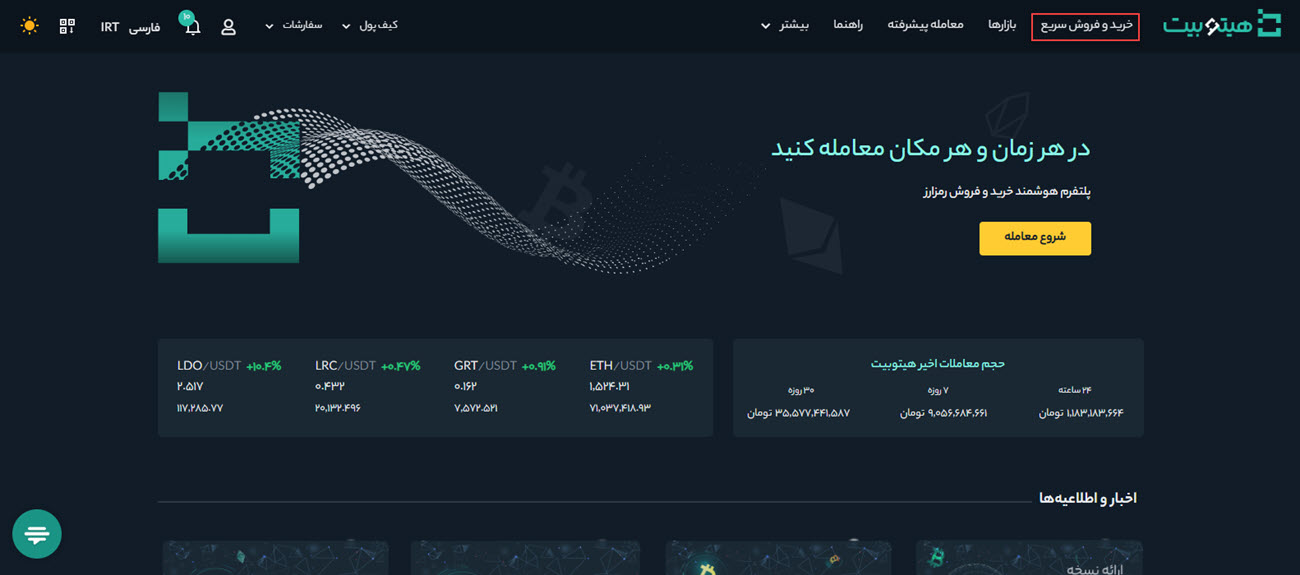 هیتوبیت
خرید و فروش سریع
بازارها
معامله پیشرفته
راهنما
بیشتر
کیف پول
سفارشات
۱۰
فارسی IRT
در هر زمان و هر مکان معامله کنید
پلتفرم هوشمند خرید و فروش رمزارز
شروع معامله
حجم معاملات اخیر هیتوبیت
۲۴ ساعته
۷ روزه
۳۰ روزه
۱,۱۸۳,۱۸۳,۶۶۴ تومان
۹,۰۵۶,۶۸۴,۶۶۱ تومان
۳۵,۵۷۷,۴۴۱,۵۸۷ تومان
LDO/USDT +۱۰.۴%
۲.۵۱۷
۱۱۷,۲۸۵.۷۷
LRC/USDT +۰.۴۷%
۰.۴۳۲
۲۰,۱۳۲.۴۹۶
GRT/USDT +۰.۹۱%
۰.۱۶۲
۷,۵۷۲.۵۲۱
ETH/USDT +۰.۳۱%
۱,۵۲۴.۳۱
۷۱,۰۳۷,۴۱۸.۹۳
اخبار و اطلاعیه‌ها
ارائه نسخه